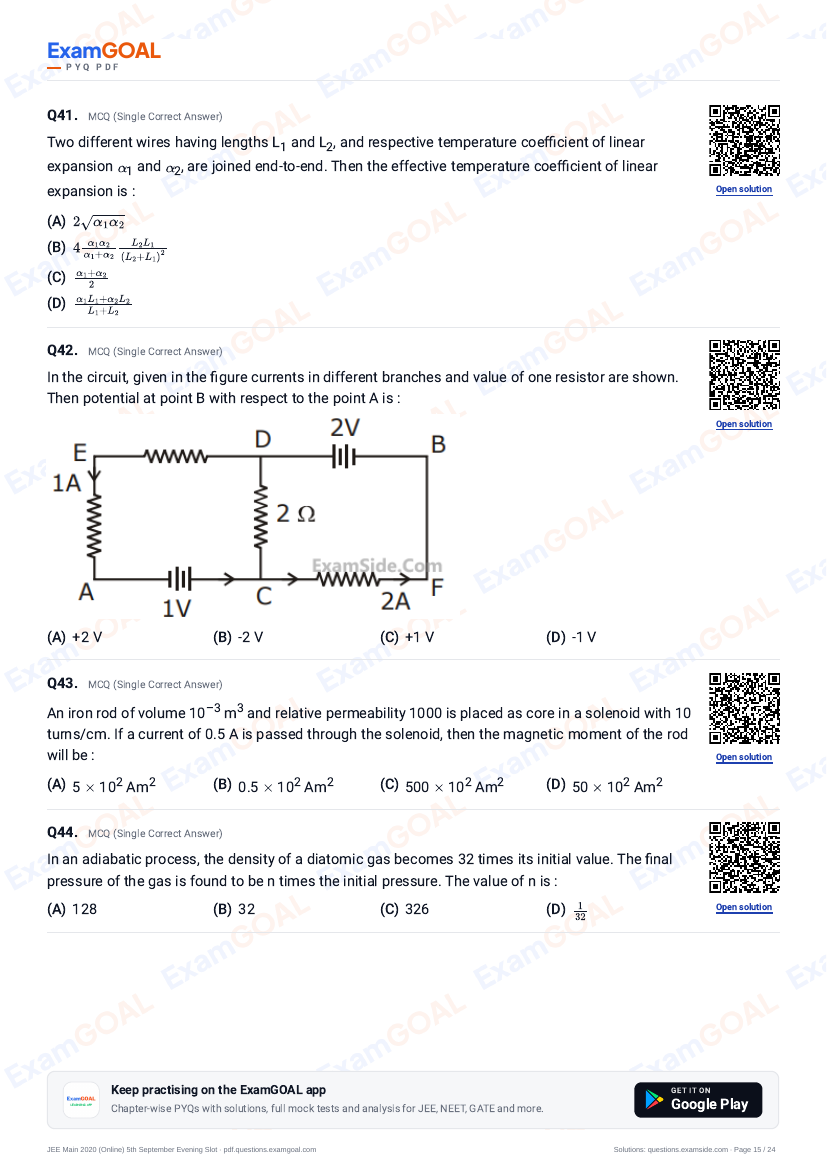 ExamGOAL
PYQ PDF
Q41. MCQ (Single Correct Answer)
Two different wires having lengths L₁ and L₂, and respective temperature coefficient of linear
expansion α₁ and α₂, are joined end-to-end. Then the effective temperature coefficient of linear
expansion is :
Open solution
(A) 2√(α₁α₂)
(B) 4 (α₁α₂)/(α₁+α₂) (L₂L₁)/(L₂+L₁)²
(C) (α₁+α₂)/2
(D) (α₁L₁+α₂L₂)/(L₁+L₂)
Q42. MCQ (Single Correct Answer)
In the circuit, given in the figure currents in different branches and value of one resistor are shown.
Then potential at point B with respect to the point A is :
Open solution
E D 2V B
1A
2 Ω
ExamSide.Com
A 1V C 2A F
(A) +2 V (B) -2 V (C) +1 V (D) -1 V
Q43. MCQ (Single Correct Answer)
An iron rod of volume 10⁻³ m³ and relative permeability 1000 is placed as core in a solenoid with 10
turns/cm. If a current of 0.5 A is passed through the solenoid, then the magnetic moment of the rod
will be :
Open solution
(A) 5 × 10² Am² (B) 0.5 × 10² Am² (C) 500 × 10² Am² (D) 50 × 10² Am²
Q44. MCQ (Single Correct Answer)
In an adiabatic process, the density of a diatomic gas becomes 32 times its initial value. The final
pressure of the gas is found to be n times the initial pressure. The value of n is :
Open solution
(A) 128 (B) 32 (C) 326 (D) 1/32
Keep practising on the ExamGOAL app
Chapter-wise PYQs with solutions, full mock tests and analysis for JEE, NEET, GATE and more.
GET IT ON
Google Play
JEE Main 2020 (Online) 5th September Evening Slot · pdf.questions.examgoal.com
Solutions: questions.examside.com · Page 15 / 24